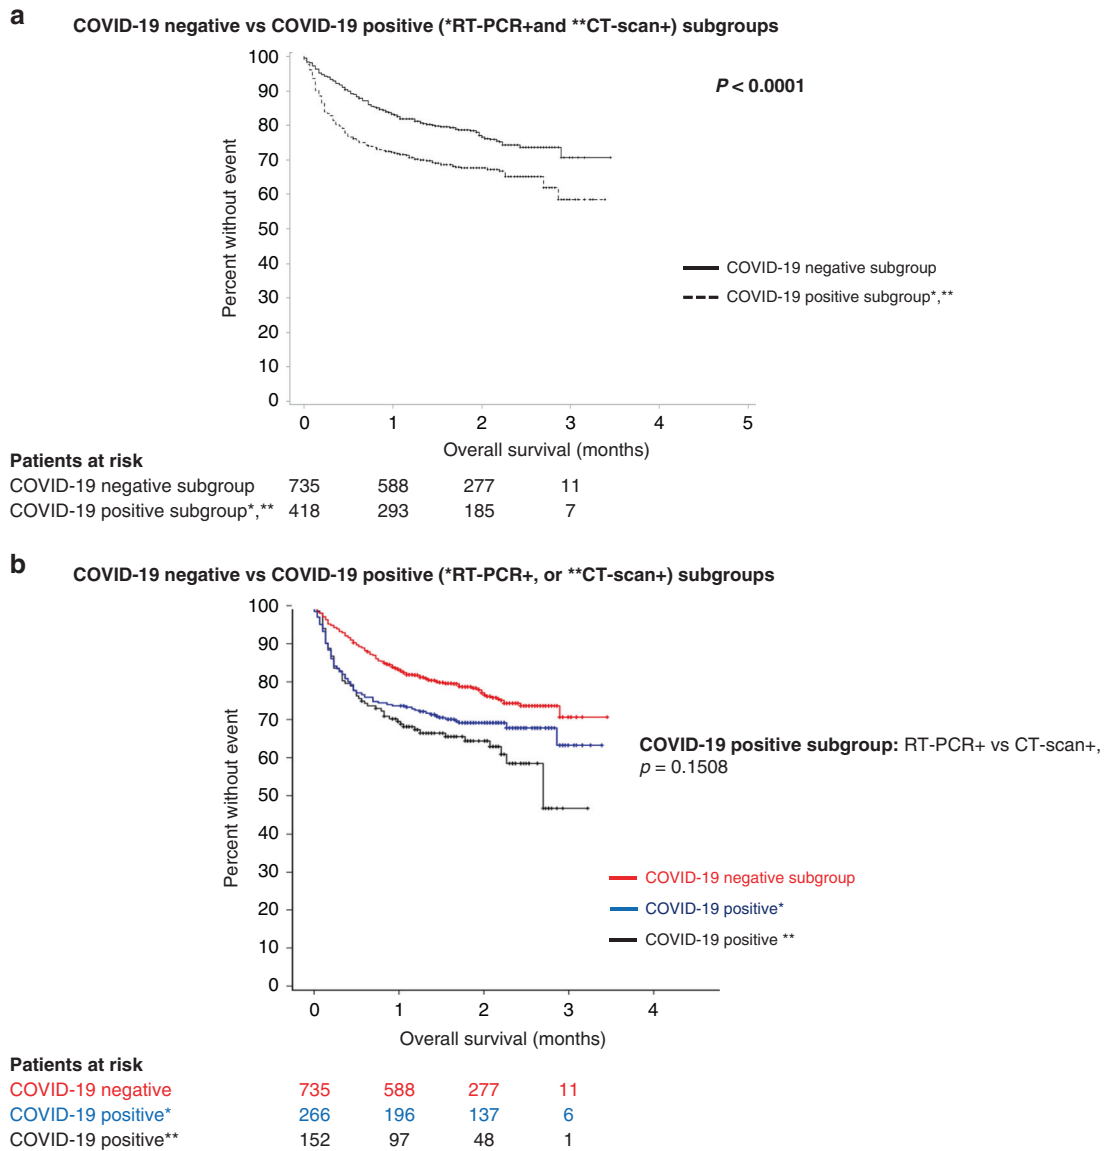 a
COVID-19 negative vs COVID-19 positive (*RT-PCR+and **CT-scan+) subgroups
100
90
80
70
60
50
40
30
20
10
0
Percent without event
P < 0.0001
COVID-19 negative subgroup
COVID-19 positive subgroup*,**
0 1 2 3 4 5
Overall survival (months)
Patients at risk
COVID-19 negative subgroup 735 588 277 11
COVID-19 positive subgroup*,** 418 293 185 7
b
COVID-19 negative vs COVID-19 positive (*RT-PCR+, or **CT-scan+) subgroups
100
90
80
70
60
50
40
30
20
10
0
Percent without event
COVID-19 positive subgroup: RT-PCR+ vs CT-scan+,
p = 0.1508
COVID-19 negative subgroup
COVID-19 positive*
COVID-19 positive **
0 1 2 3 4
Overall survival (months)
Patients at risk
COVID-19 negative 735 588 277 11
COVID-19 positive* 266 196 137 6
COVID-19 positive** 152 97 48 1